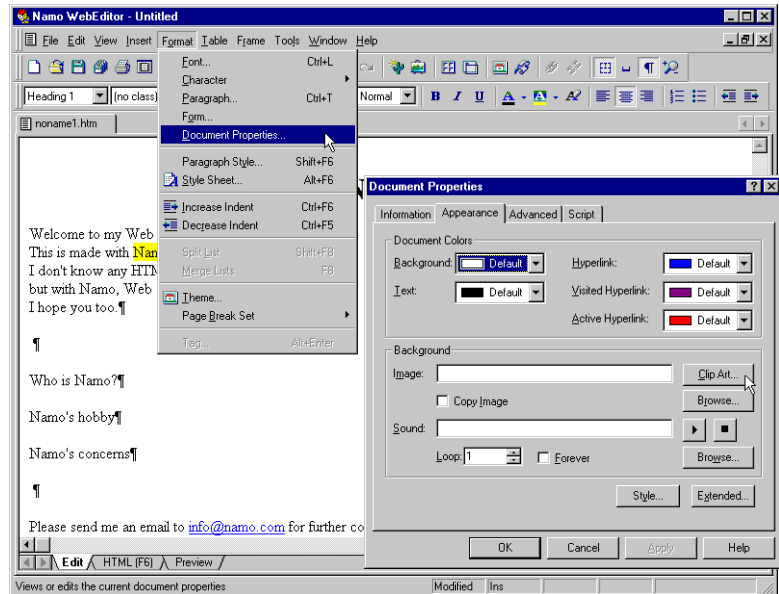 Namo WebEditor - Untitled
File Edit View Insert Format Table Frame Tools Window Help
Heading 1 (no class) Normal B I U A A A
noname1.htm
Font... Ctrl+L
Character
Paragraph... Ctrl+T
Form...
Document Properties...
Paragraph Style... Shift+F6
Style Sheet... Alt+F6
Increase Indent Ctrl+F6
Decrease Indent Ctrl+F5
Split List Shift+F8
Merge Lists F8
Theme...
Page Break Set
Tag... Alt+Enter
Welcome to my Web
This is made with Nam
I don't know any HTM
but with Namo, Web
I hope you too.¶
¶
Who is Namo?¶
Namo's hobby¶
Namo's concerns¶
¶
Please send me an email to info@namo.com for further co
Document Properties
Information Appearance Advanced Script
Document Colors
Background: Default Hyperlink: Default
Text: Default Visited Hyperlink: Default
Active Hyperlink: Default
Background
Image: Clip Art...
Copy Image Browse...
Sound:
Loop: 1 Forever Browse...
Style... Extended...
OK Cancel Apply Help
Edit HTML (F6) Preview
Views or edits the current document properties Modified Ins